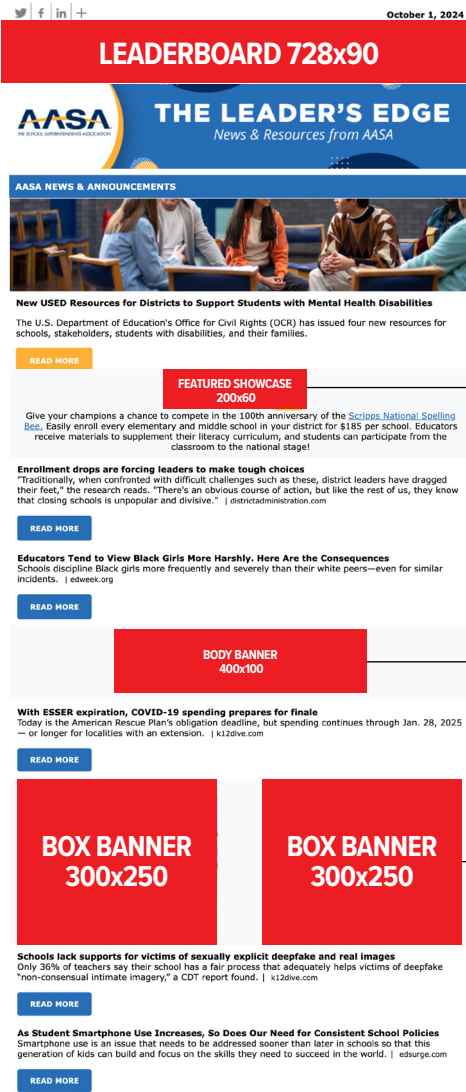 October 1, 2024
LEADERBOARD 728x90
AASA
THE SCHOOL SUPERINTENDENTS ASSOCIATION
THE LEADER'S EDGE
News & Resources from AASA
AASA NEWS & ANNOUNCEMENTS
New USED Resources for Districts to Support Students with Mental Health Disabilities
The U.S. Department of Education's Office for Civil Rights (OCR) has issued four new resources for
schools, stakeholders, students with disabilities, and their families.
READ MORE
FEATURED SHOWCASE
200x60
Give your champions a chance to compete in the 100th anniversary of the Scripps National Spelling
Bee. Easily enroll every elementary and middle school in your district for $185 per school. Educators
receive materials to supplement their literacy curriculum, and students can participate from the
classroom to the national stage!
Enrollment drops are forcing leaders to make tough choices
"Traditionally, when confronted with difficult challenges such as these, district leaders have dragged
their feet," the research reads. "There's an obvious course of action, but like the rest of us, they know
that closing schools is unpopular and divisive." | districtadministration.com
READ MORE
Educators Tend to View Black Girls More Harshly. Here Are the Consequences
Schools discipline Black girls more frequently and severely than their white peers—even for similar
incidents. | edweek.org
READ MORE
BODY BANNER
400x100
With ESSER expiration, COVID-19 spending prepares for finale
Today is the American Rescue Plan's obligation deadline, but spending continues through Jan. 28, 2025
— or longer for localities with an extension. | k12dive.com
READ MORE
BOX BANNER
300x250
BOX BANNER
300x250
Schools lack supports for victims of sexually explicit deepfake and real images
Only 36% of teachers say their school has a fair process that adequately helps victims of deepfake
"non-consensual intimate imagery," a CDT report found. | k12dive.com
READ MORE
As Student Smartphone Use Increases, So Does Our Need for Consistent School Policies
Smartphone use is an issue that needs to be addressed sooner than later in schools so that this
generation of kids can build and focus on the skills they need to succeed in the world. | edsurge.com
READ MORE